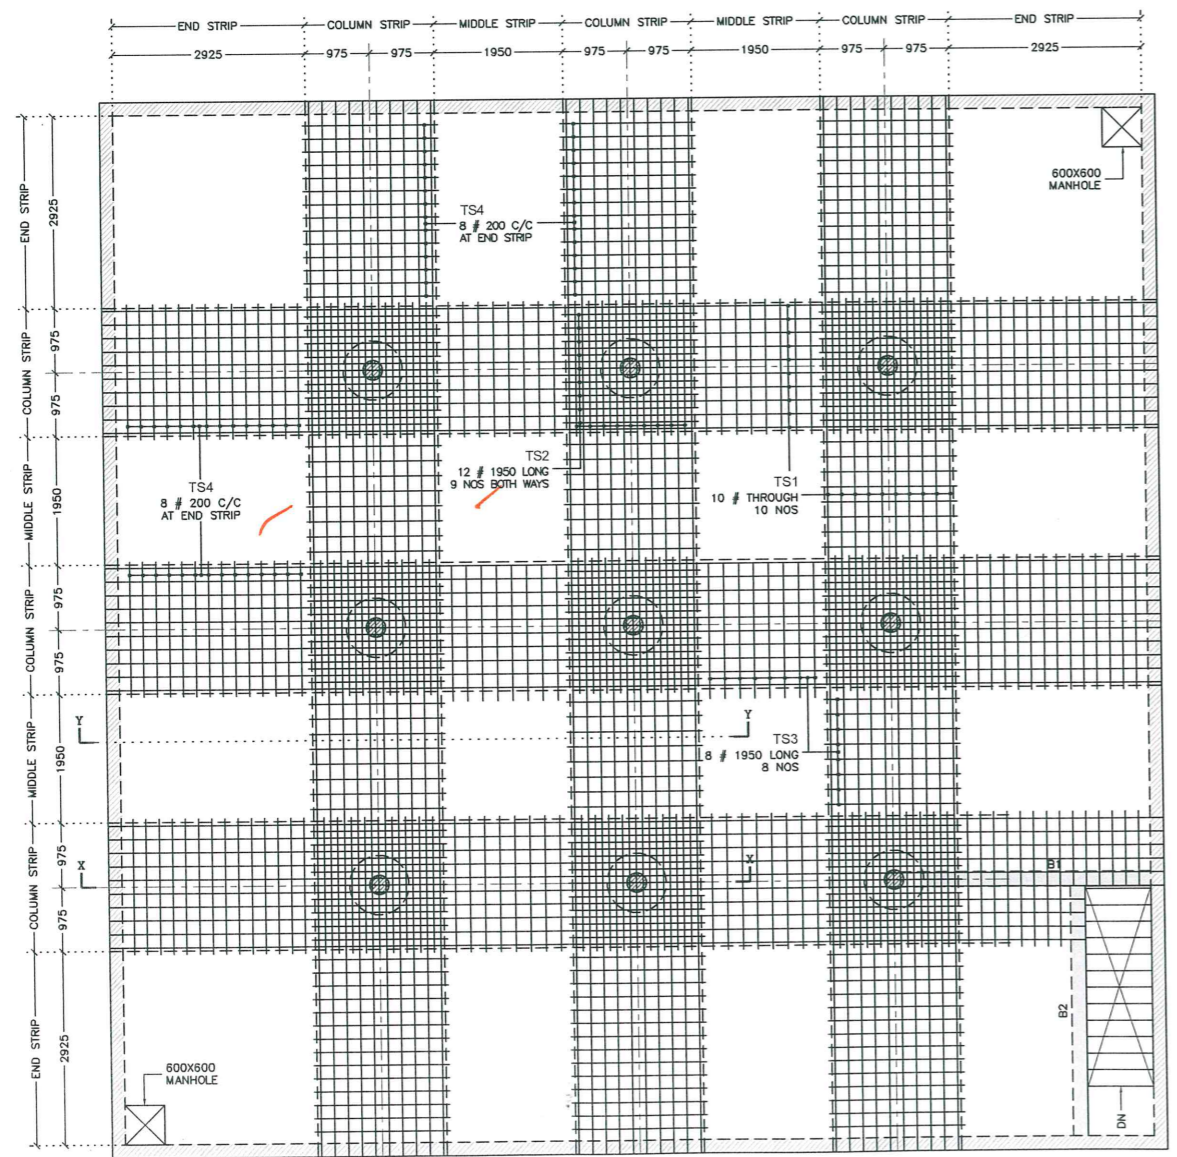 END STRIP COLUMN STRIP MIDDLE STRIP COLUMN STRIP MIDDLE STRIP COLUMN STRIP END STRIP
2925 975 975 1950 975 975 1950 975 975 2925
END STRIP
2925
COLUMN STRIP
975
975
MIDDLE STRIP
1950
COLUMN STRIP
975
975
MIDDLE STRIP
1950
COLUMN STRIP
975
975
END STRIP
2925
600X600
MANHOLE
TS4
8 # 200 C/C
AT END STRIP
TS2
12 # 1950 LONG
9 NOS BOTH WAYS
TS4
8 # 200 C/C
AT END STRIP
TS1
10 # THROUGH
10 NOS
Y
Y
TS3
8 # 1950 LONG
8 NOS
X
X
B1
B2
600X600
MANHOLE
DN